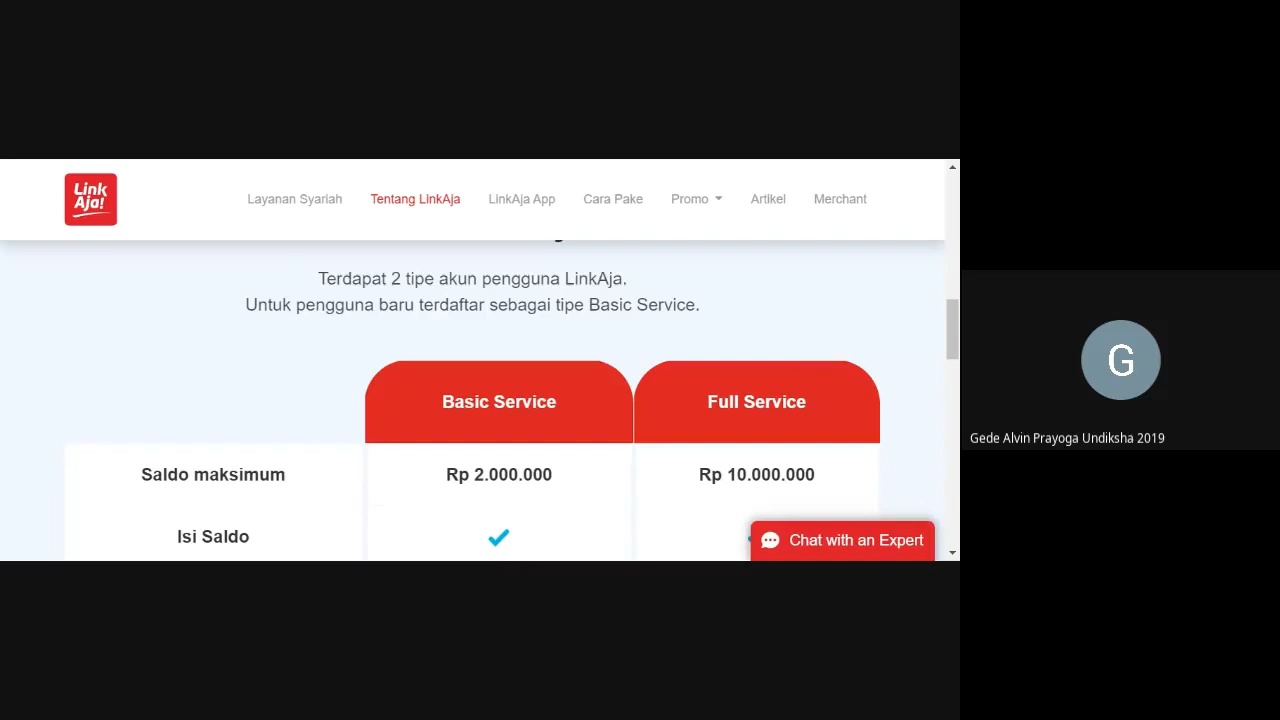 Link
Aja!
Layanan Syariah
Tentang LinkAja
LinkAja App
Cara Pake
Promo
Artikel
Merchant
Terdapat 2 tipe akun pengguna LinkAja.
Untuk pengguna baru terdaftar sebagai tipe Basic Service.
Basic Service
Full Service
Saldo maksimum
Rp 2.000.000
Rp 10.000.000
Isi Saldo
Chat with an Expert
G
Gede Alvin Prayoga Undiksha 2019